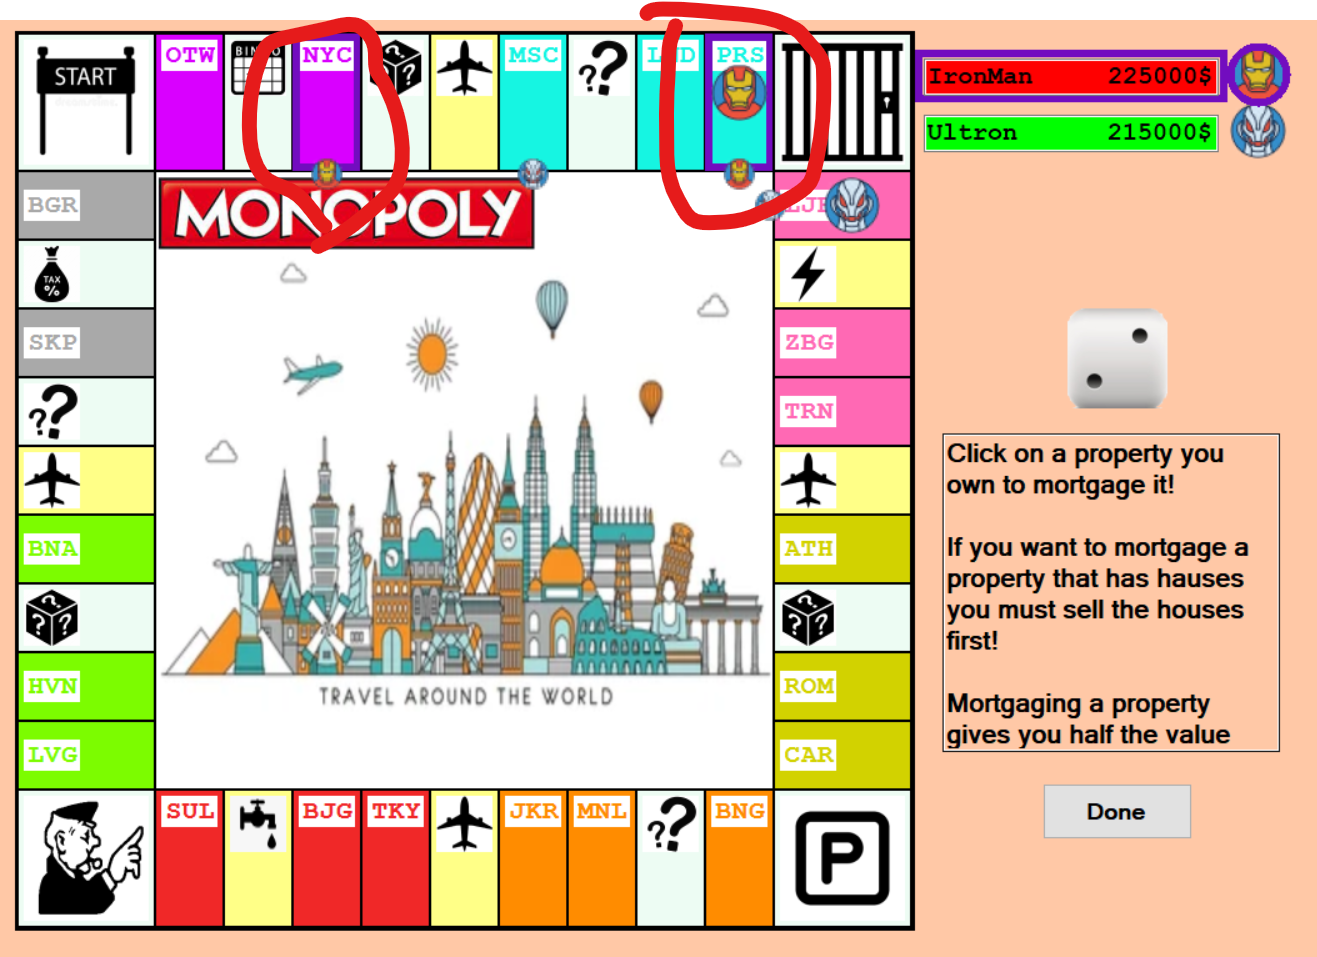 START
OTW
BINGO
NYC
MSC
LND
PRS
IronMan 225000$
Ultron 215000$
BGR
MONOPOLY
TAX
%
SKP
ZBG
TRN
BNA
ATH
HVN
ROM
LVG
CAR
TRAVEL AROUND THE WORLD
SUL
BJG
TKY
JKR
MNL
BNG
P
Click on a property you
own to mortgage it!
If you want to mortgage a
property that has hauses
you must sell the houses
first!
Mortgaging a property
gives you half the value
Done